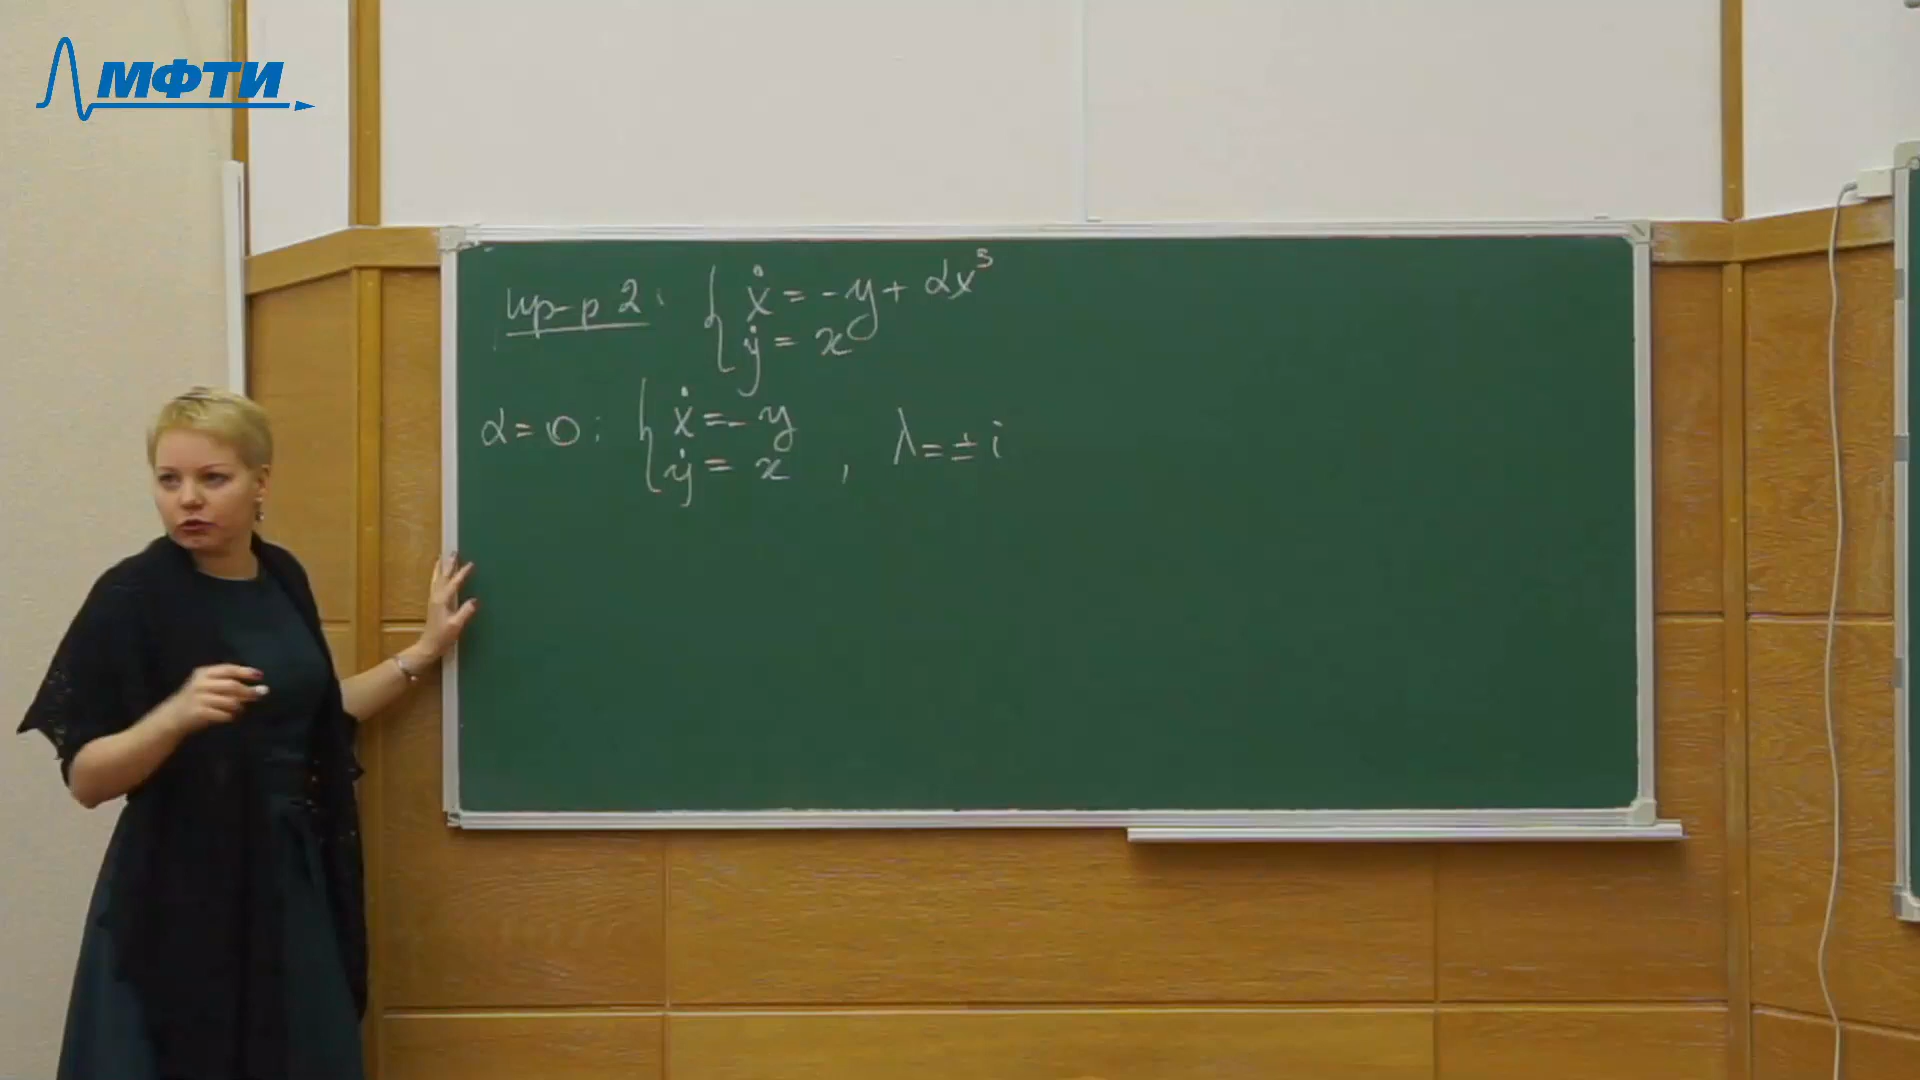 МФТИ
пр-р 2: { ẋ = -y + αx³
ẏ = x
α = 0: { ẋ = -y
ẏ = x , λ = ± i